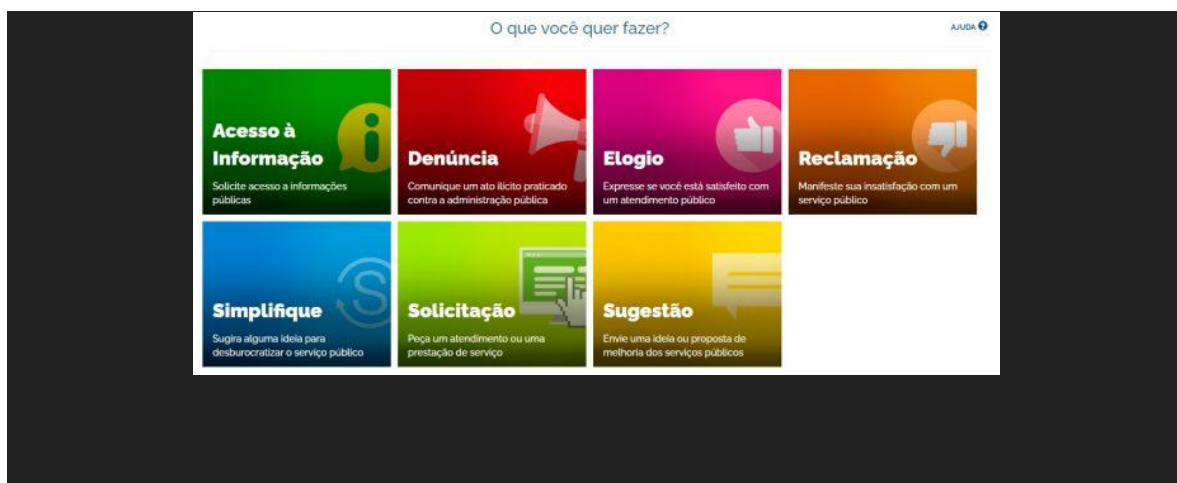 O que você quer fazer?
AJUDA
Acesso à
Informação
Solicite acesso a informações
públicas
Denúncia
Comunique um ato ilícito praticado
contra a administração pública
Elogio
Expresse se você está satisfeito com
um atendimento público
Reclamação
Manifeste sua insatisfação com um
serviço público
Simplifique
Sugira alguma ideia para
desburocratizar o serviço público
Solicitação
Peça um atendimento ou uma
prestação de serviço
Sugestão
Envie uma ideia ou proposta de
melhoria dos serviços públicos